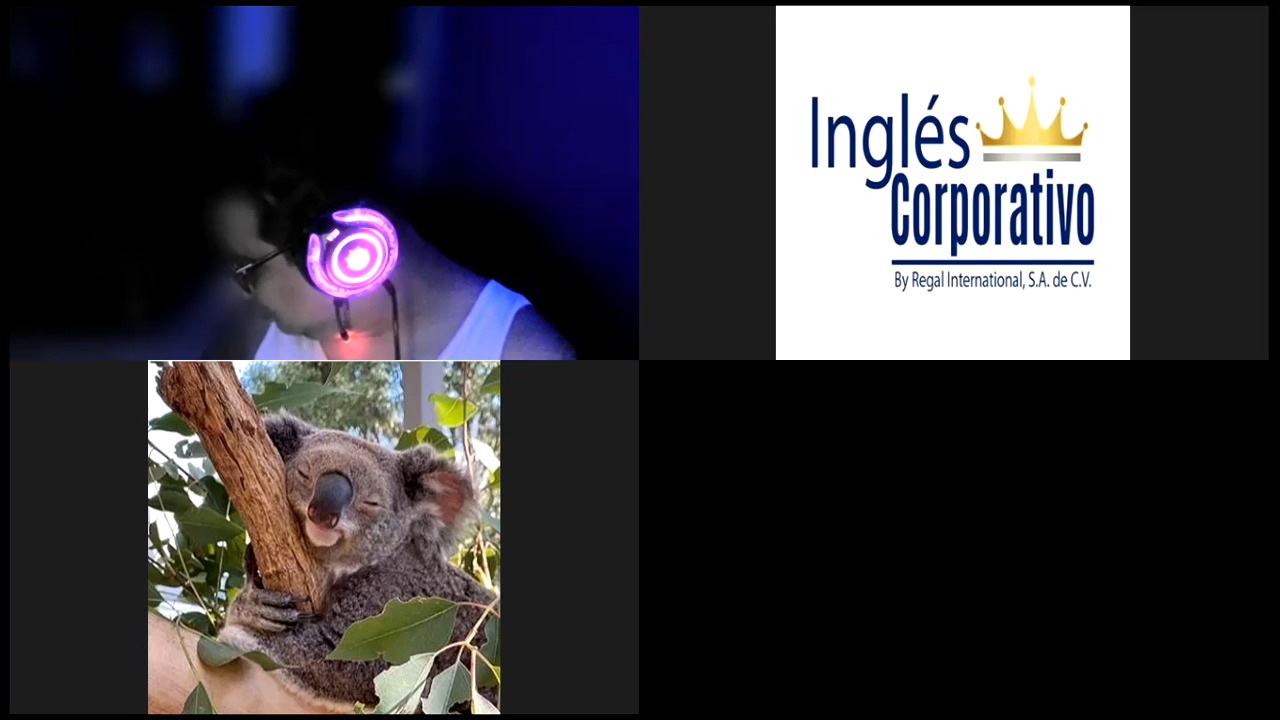 Inglés
Corporativo
By Regal International, S.A. de C.V.